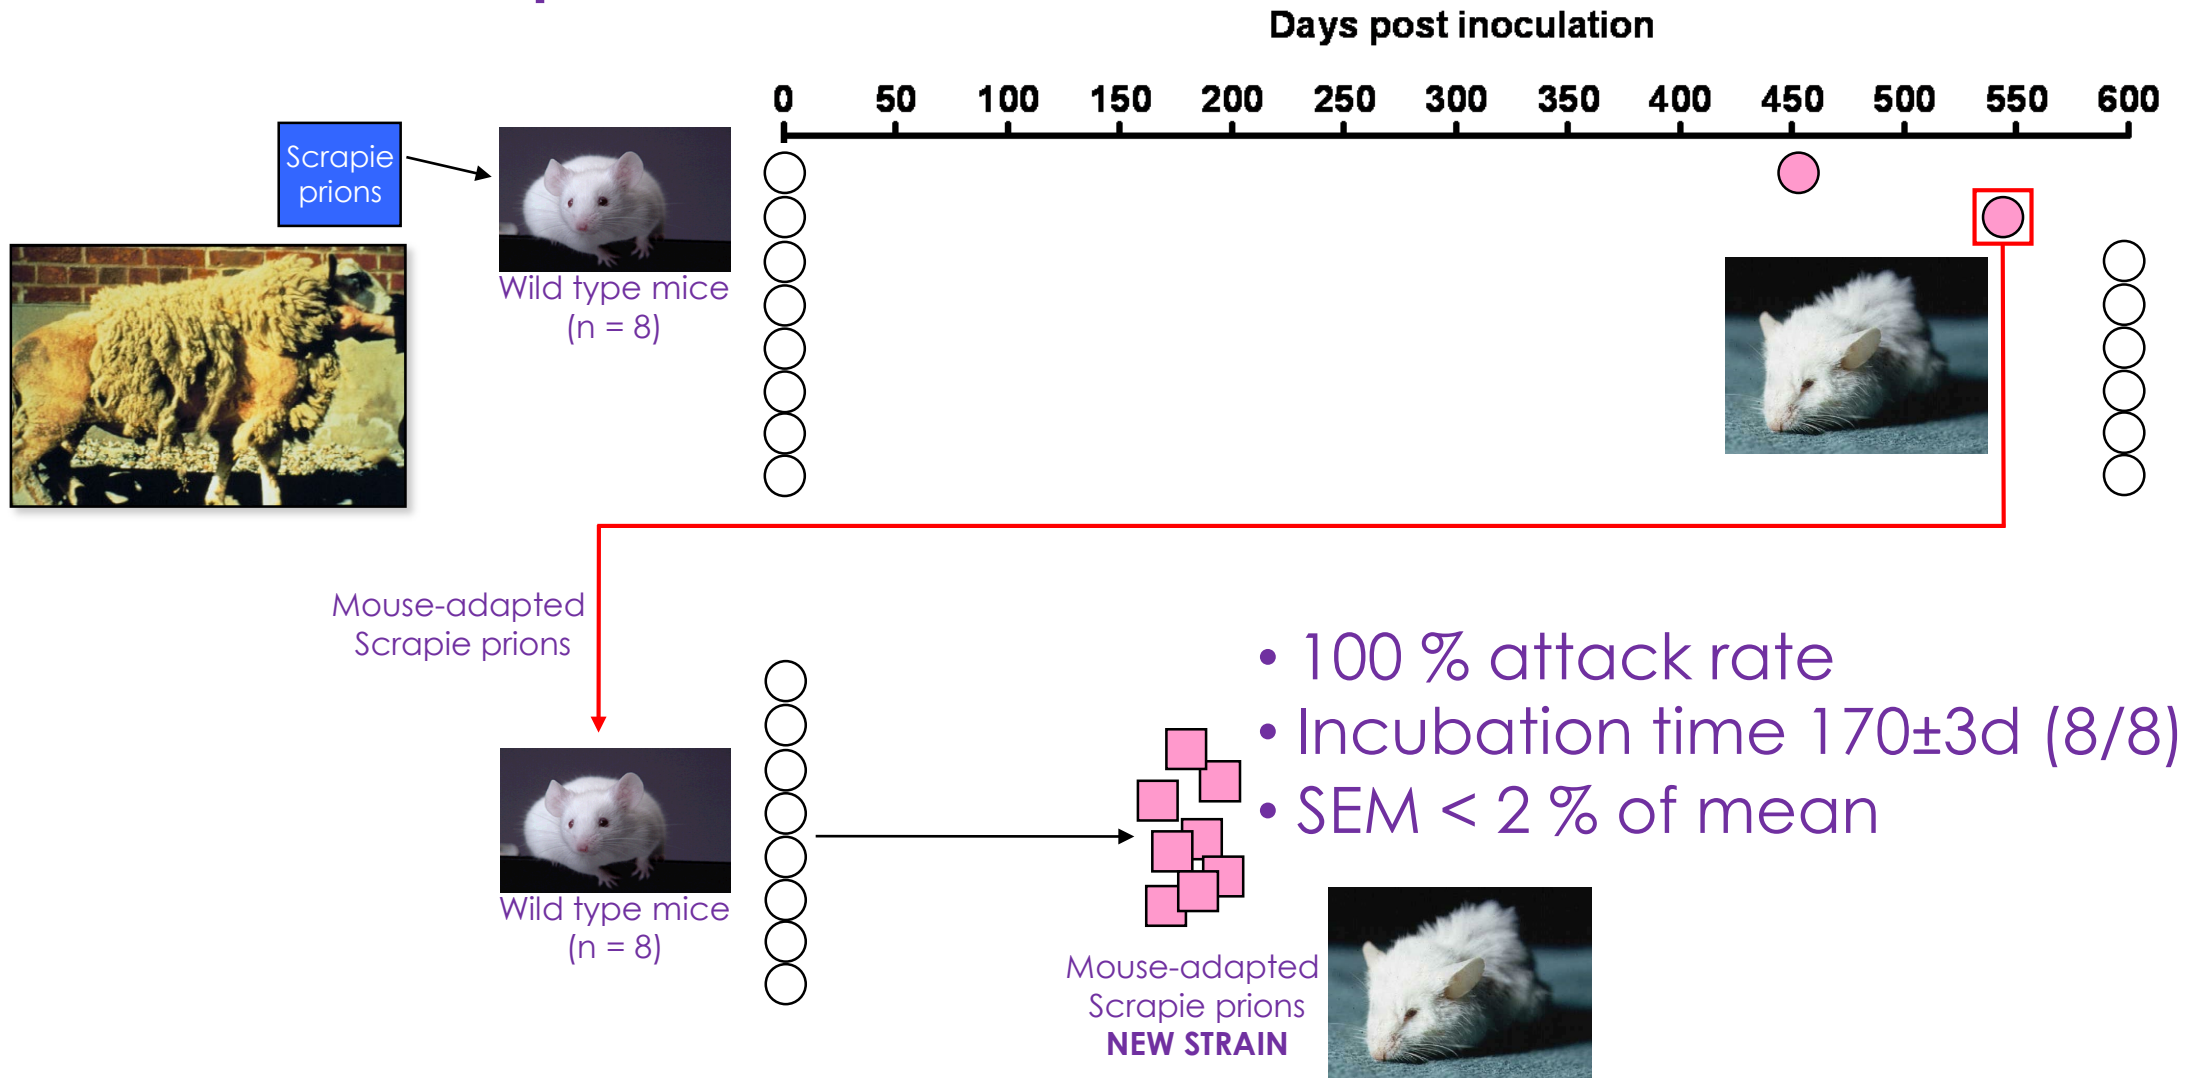 Days post inoculation
0 50 100 150 200 250 300 350 400 450 500 550 600
Scrapie
prions
Wild type mice
(n = 8)
Mouse-adapted
Scrapie prions
• 100 % attack rate
• Incubation time 170±3d (8/8)
• SEM < 2 % of mean
Wild type mice
(n = 8)
Mouse-adapted
Scrapie prions
NEW STRAIN